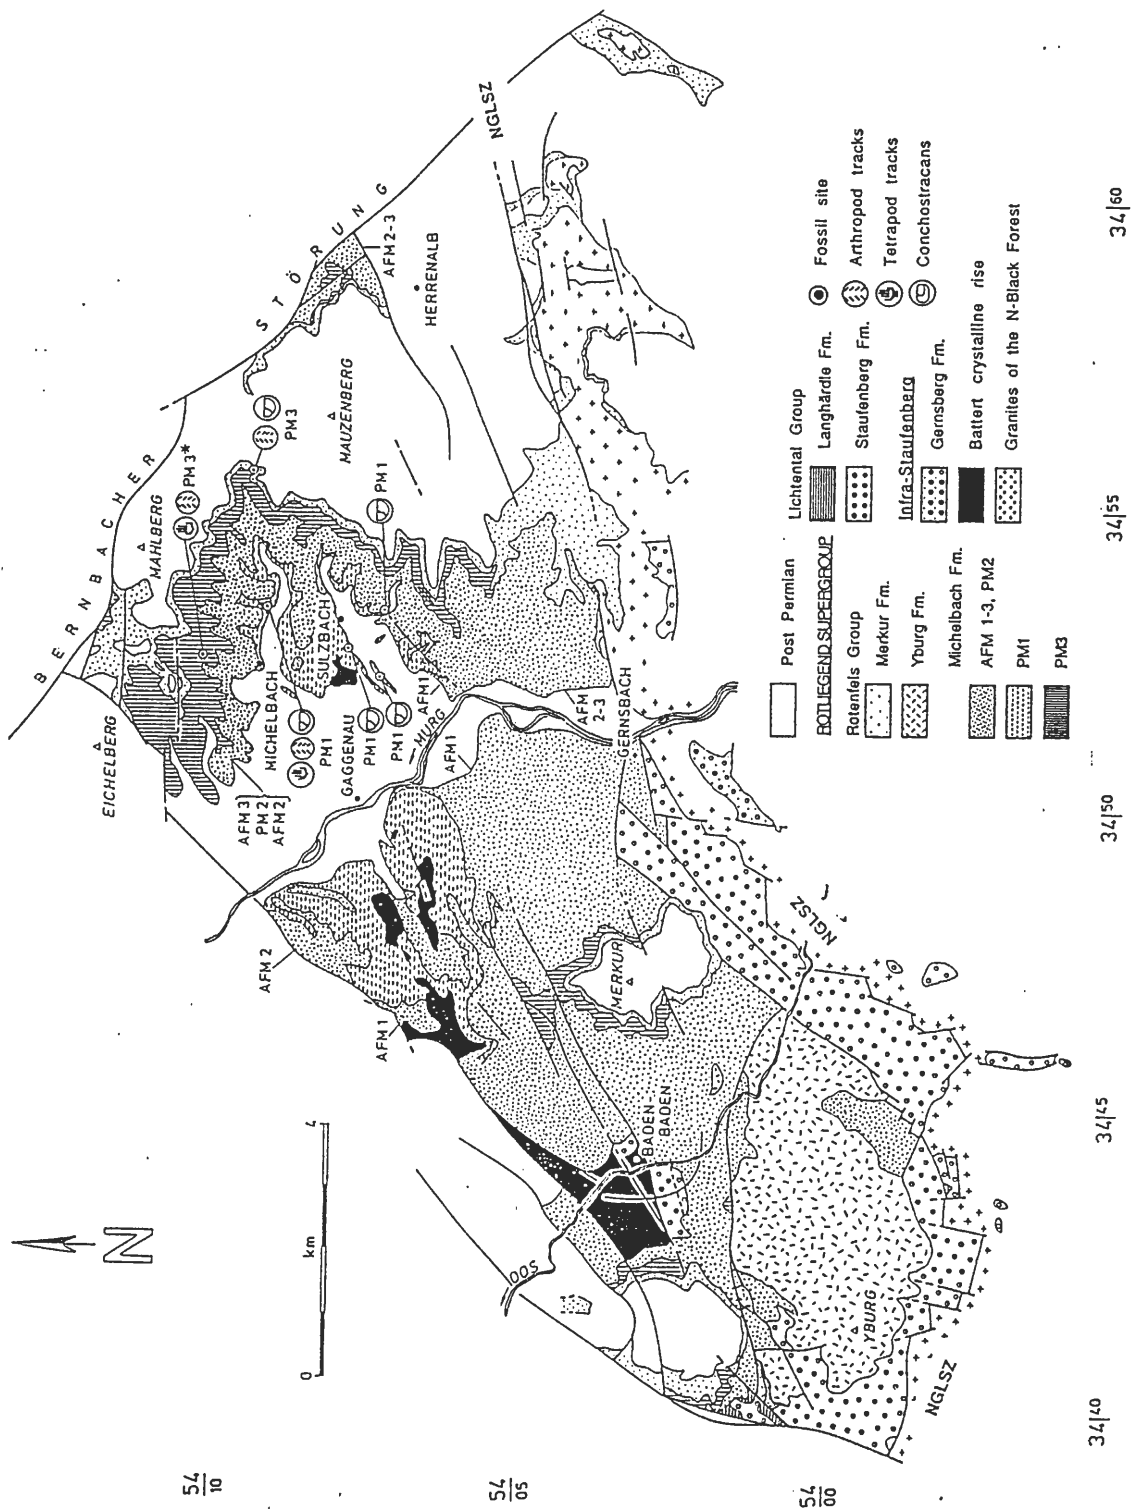 BERNBACHER STÖRUNG
EICHELBERG
MAHLBERG
PM3*
PM3
MAUZENBERG
AFM 2-3
HERRENALB
NGLSZ
AFM3
PM2
AFM2
MICHELBACH
PM1
SULZBACH
GAGGENAU
PM1
PM1
PM1
MURG
AFM1
AFM1
AFM
2-3
GERNSBACH
AFM 2
AFM1
MERKUR
NGLSZ
BADEN-
BADEN
OOS
YBURG
NGLSZ
N
0 km 4
54/10
54/05
54/00
34|40
34|45
34|50
34|55
34|60
Post Permian
ROTLIEGEND SUPERGROUP
Rotenfels Group
Merkur Fm.
Yburg Fm.
Michelbach Fm.
AFM 1-3, PM2
PM1
PM3
Lichtental Group
Langhärdle Fm.
Staufenberg Fm.
Infra-Staufenberg
Gernsberg Fm.
Battert crystalline rise
Granites of the N-Black Forest
Fossil site
Arthropod tracks
Tetrapod tracks
Conchostracans